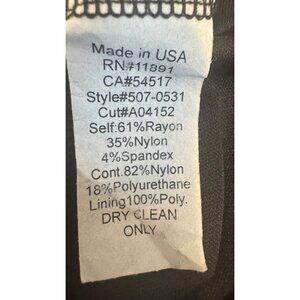 Made in USA
RN.#11891
CA#54517
Style#507-0531
Cut#A04152
Self:61%Rayon
35%Nylon
4%Spandex
Cont.82%Nylon
18%Polyurethane
Lining100%Poly.
DRY CLEAN
ONLY